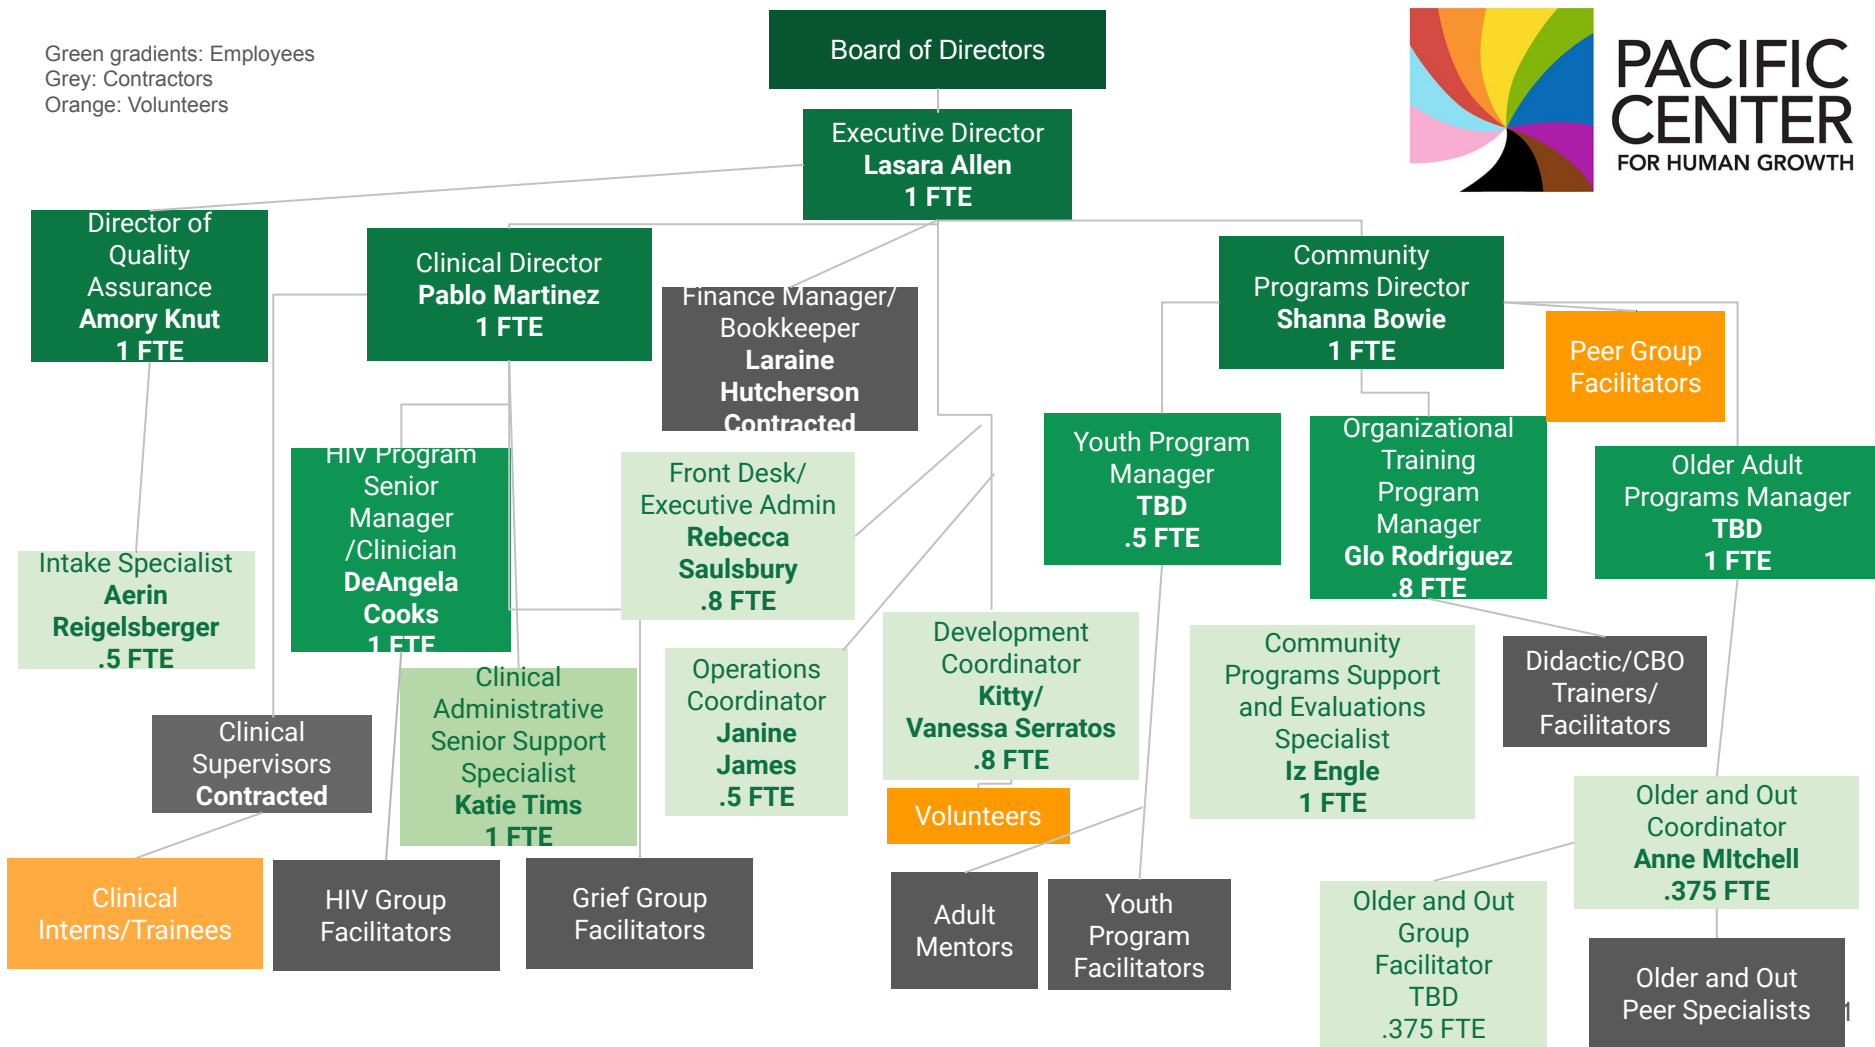 Green gradients: Employees
Grey: Contractors
Orange: Volunteers
Board of Directors
PACIFIC
CENTER
FOR HUMAN GROWTH
Executive Director
Lasara Allen
1 FTE
Director of
Quality
Assurance
Amory Knut
1 FTE
Clinical Director
Pablo Martinez
1 FTE
Finance Manager/
Bookkeeper
Laraine
Hutcherson
Contracted
Community
Programs Director
Shanna Bowie
1 FTE
Peer Group
Facilitators
HIV Program
Senior
Manager
/Clinician
DeAngela
Cooks
1 FTE
Front Desk/
Executive Admin
Rebecca
Saulsbury
.8 FTE
Youth Program
Manager
TBD
.5 FTE
Organizational
Training
Program
Manager
Glo Rodriguez
.8 FTE
Older Adult
Programs Manager
TBD
1 FTE
Intake Specialist
Aerin
Reigelsberger
.5 FTE
Clinical
Administrative
Senior Support
Specialist
Katie Tims
1 FTE
Operations
Coordinator
Janine
James
.5 FTE
Development
Coordinator
Kitty/
Vanessa Serratos
.8 FTE
Community
Programs Support
and Evaluations
Specialist
Iz Engle
1 FTE
Didactic/CBO
Trainers/
Facilitators
Clinical
Supervisors
Contracted
Volunteers
Older and Out
Coordinator
Anne MItchell
.375 FTE
Clinical
Interns/Trainees
HIV Group
Facilitators
Grief Group
Facilitators
Adult
Mentors
Youth
Program
Facilitators
Older and Out
Group
Facilitator
TBD
.375 FTE
Older and Out
Peer Specialists
1